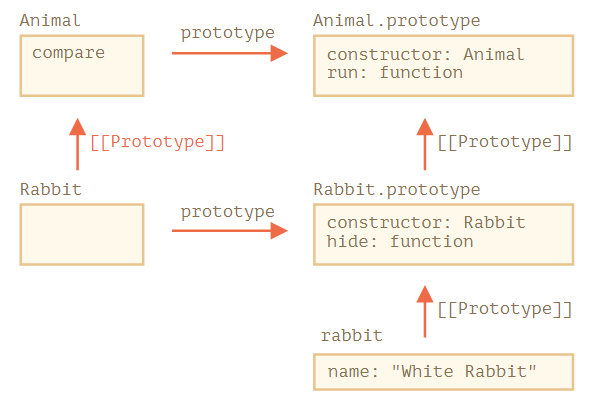 Animal
prototype
Animal.prototype
compare
constructor: Animal
run: function
[[Prototype]]
[[Prototype]]
Rabbit
prototype
Rabbit.prototype
constructor: Rabbit
hide: function
[[Prototype]]
rabbit
name: "White Rabbit"